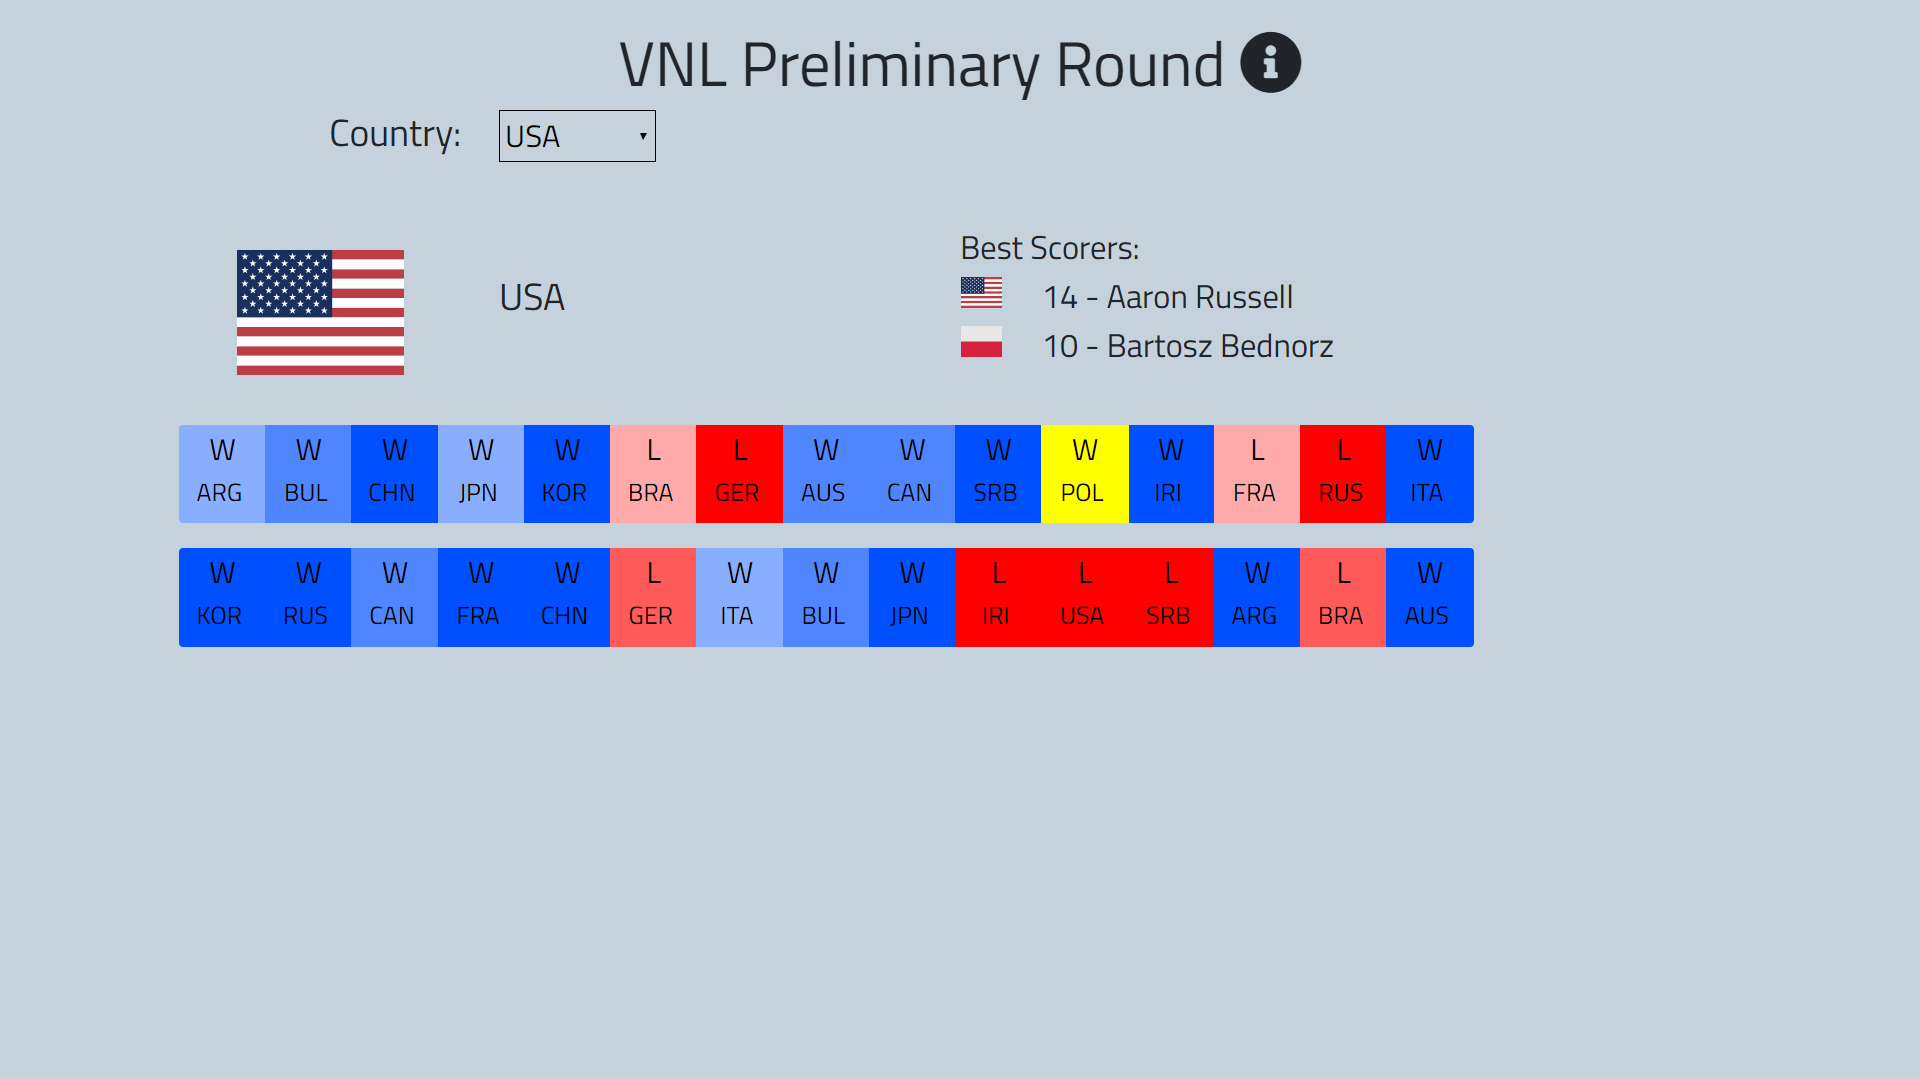 VNL Preliminary Round
Country: USA
USA
Best Scorers:
14 - Aaron Russell
10 - Bartosz Bednorz
W W W W W L L W W W W W L L W
ARG BUL CHN JPN KOR BRA GER AUS CAN SRB POL IRI FRA RUS ITA
W W W W W L W W W L L L W L W
KOR RUS CAN FRA CHN GER ITA BUL JPN IRI USA SRB ARG BRA AUS